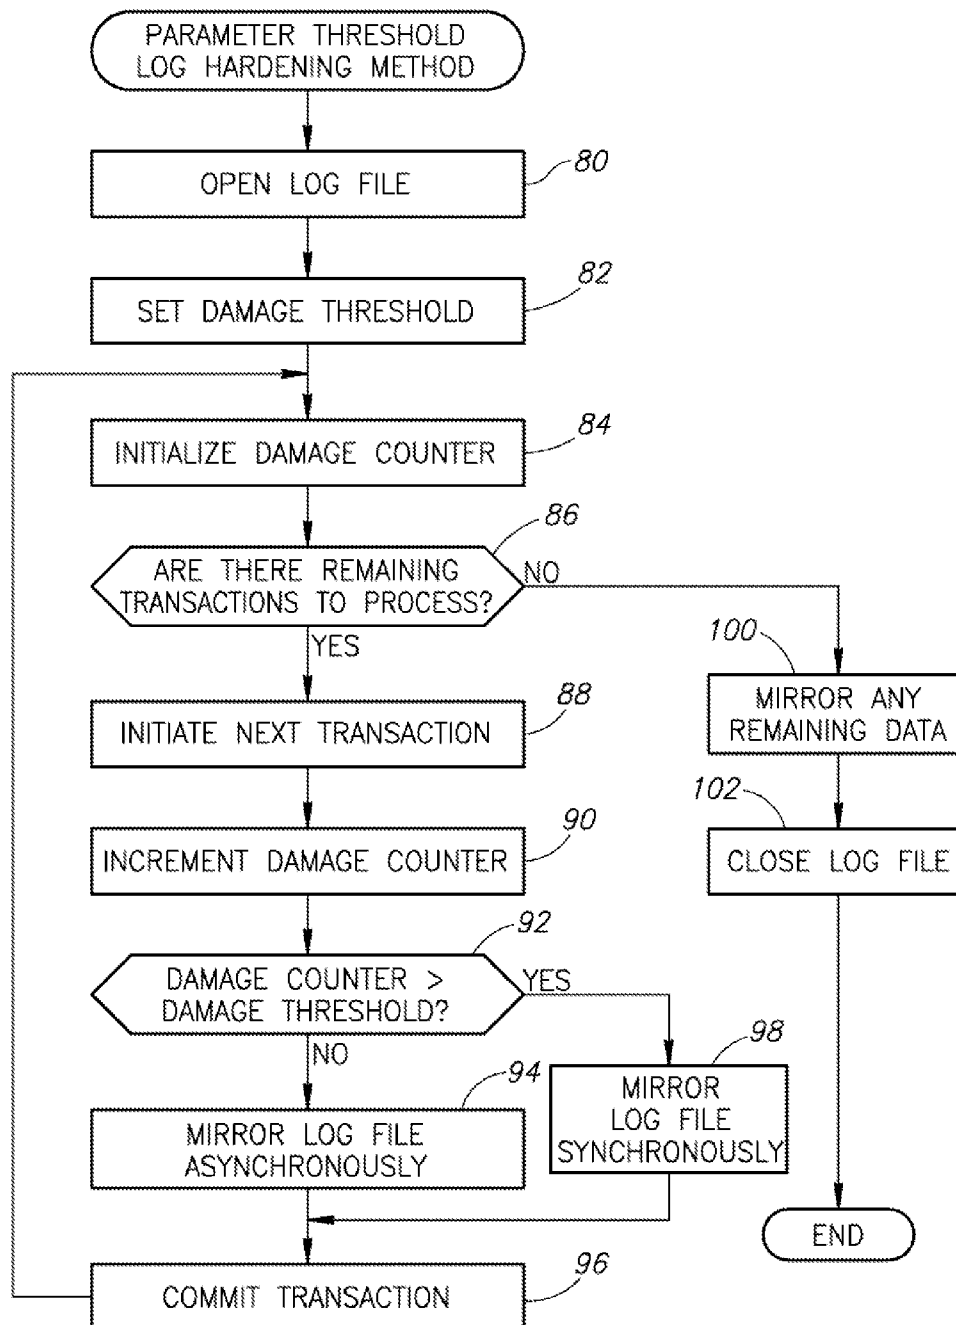 PARAMETER THRESHOLD
LOG HARDENING METHOD
80
OPEN LOG FILE
82
SET DAMAGE THRESHOLD
84
INITIALIZE DAMAGE COUNTER
86
ARE THERE REMAINING
TRANSACTIONS TO PROCESS?
NO
YES
100
MIRROR ANY
REMAINING DATA
88
INITIATE NEXT TRANSACTION
102
CLOSE LOG FILE
90
INCREMENT DAMAGE COUNTER
92
DAMAGE COUNTER >
DAMAGE THRESHOLD?
YES
NO
98
MIRROR
LOG FILE
SYNCHRONOUSLY
94
MIRROR LOG FILE
ASYNCHRONOUSLY
END
96
COMMIT TRANSACTION